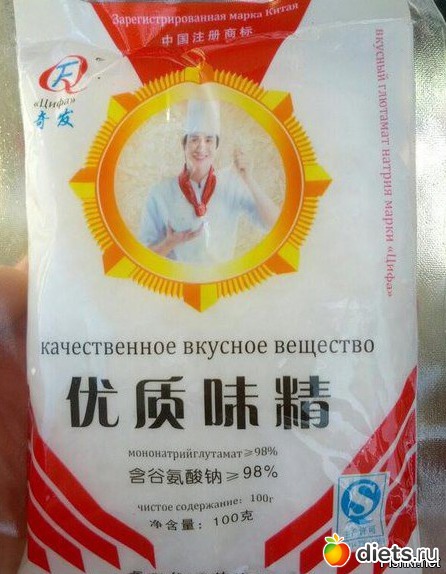 Зарегистрированная марка Китая
中国注册商标
«Цифа»
奇发
вкусный глютамат натрия марки «Цифа»
качественное вкусное вещество
优质味精
мононатрийглутамат ≥98%
含谷氨酸钠≥98%
чистое содержание: 100г
净含量: 100克
diets.ru